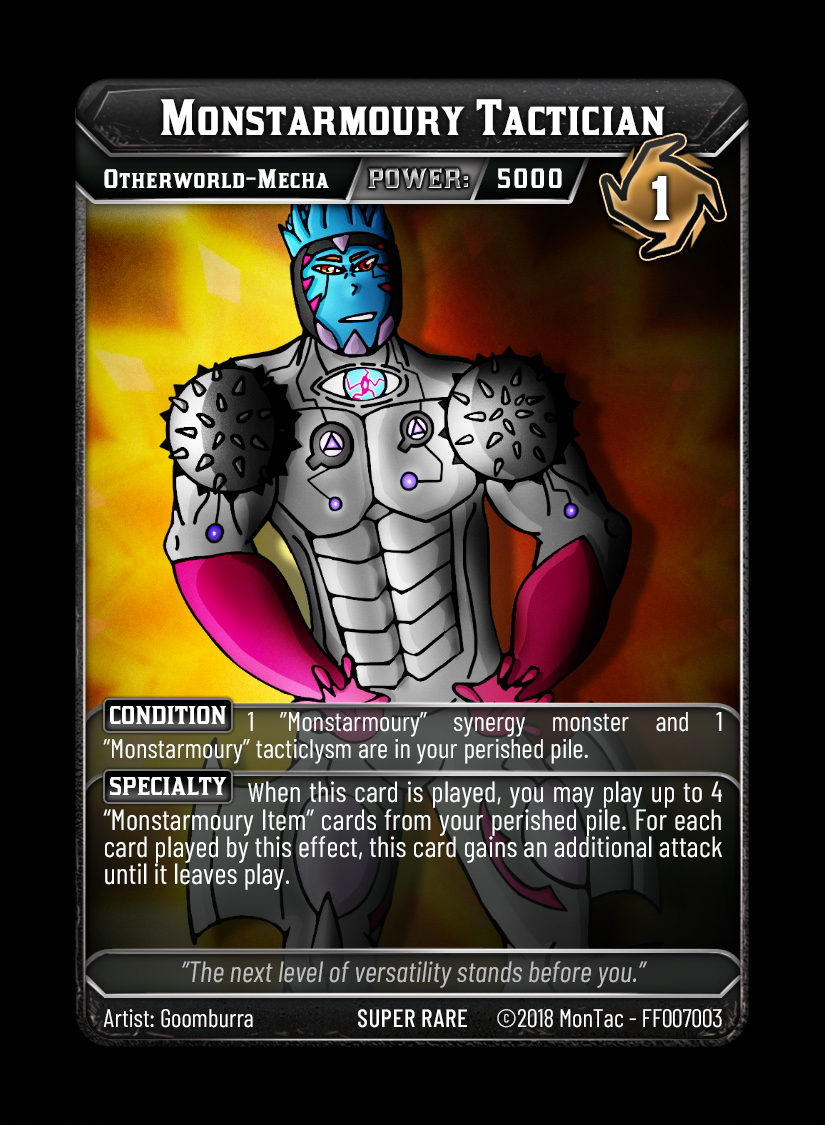 Monstarmoury Tactician
Otherworld-Mecha POWER: 5000
1
CONDITION 1 "Monstarmoury" synergy monster and 1
"Monstarmoury" tacticlysm are in your perished pile.
SPECIALTY When this card is played, you may play up to 4
"Monstarmoury Item" cards from your perished pile. For each
card played by this effect, this card gains an additional attack
until it leaves play.
"The next level of versatility stands before you."
Artist: Goomburra SUPER RARE ©2018 MonTac - FF007003